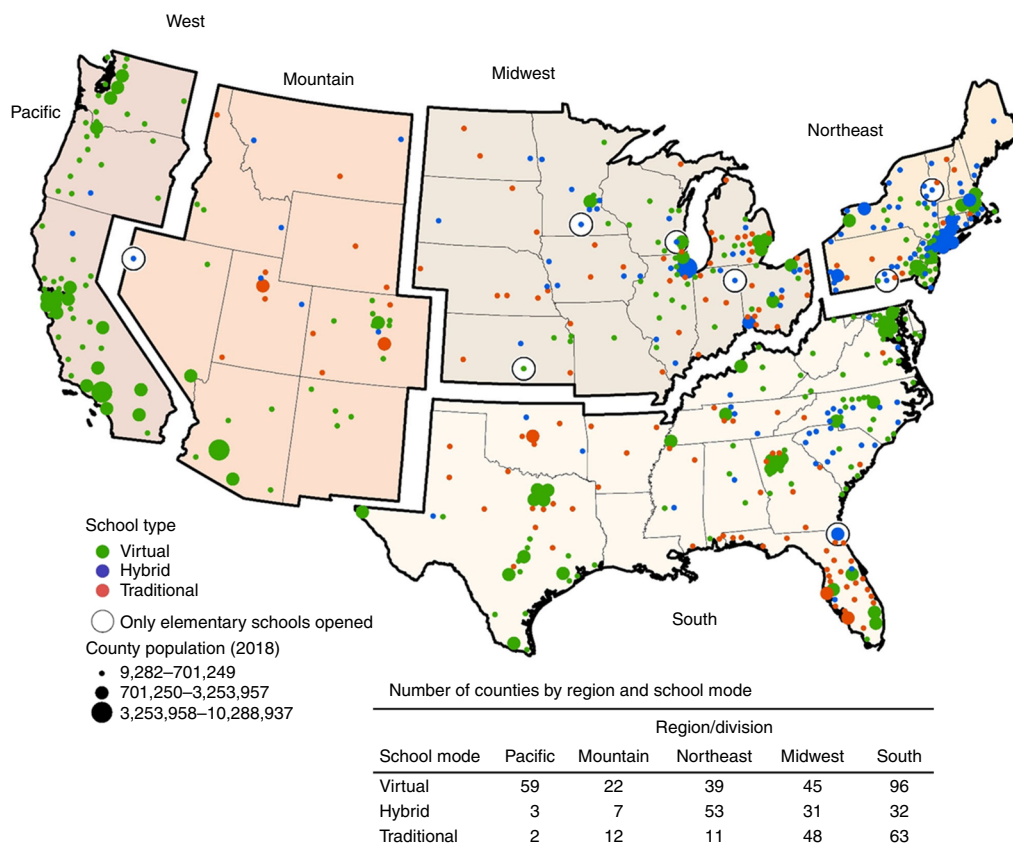 West
Mountain
Midwest
Pacific
Northeast
South
School type
Virtual
Hybrid
Traditional
Only elementary schools opened
County population (2018)
9,282–701,249
701,250–3,253,957
3,253,958–10,288,937
Number of counties by region and school mode
Region/division
School mode Pacific Mountain Northeast Midwest South
Virtual 59 22 39 45 96
Hybrid 3 7 53 31 32
Traditional 2 12 11 48 63